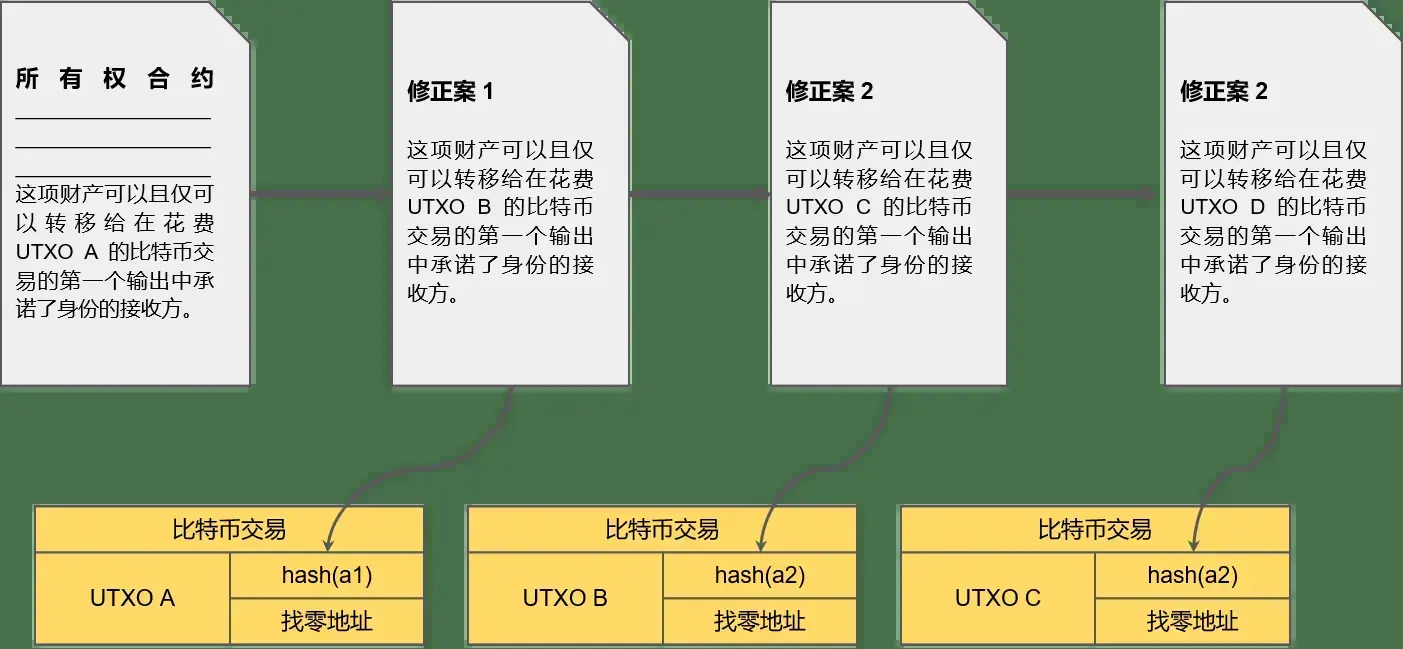 所有权合约
这项财产可以且仅可
以转移给在花费
UTXO A 的比特币交
易的第一个输出中承
诺了身份的接收方。
修正案 1
这项财产可以且仅
可以转移给在花费
UTXO B 的比特币
交易的第一个输出
中承诺了身份的接
收方。
修正案 2
这项财产可以且仅
可以转移给在花费
UTXO C 的比特币
交易的第一个输出
中承诺了身份的接
收方。
修正案 2
这项财产可以且仅
可以转移给在花费
UTXO D 的比特币
交易的第一个输出
中承诺了身份的接
收方。
比特币交易
UTXO A
hash(a1)
找零地址
比特币交易
UTXO B
hash(a2)
找零地址
比特币交易
UTXO C
hash(a2)
找零地址